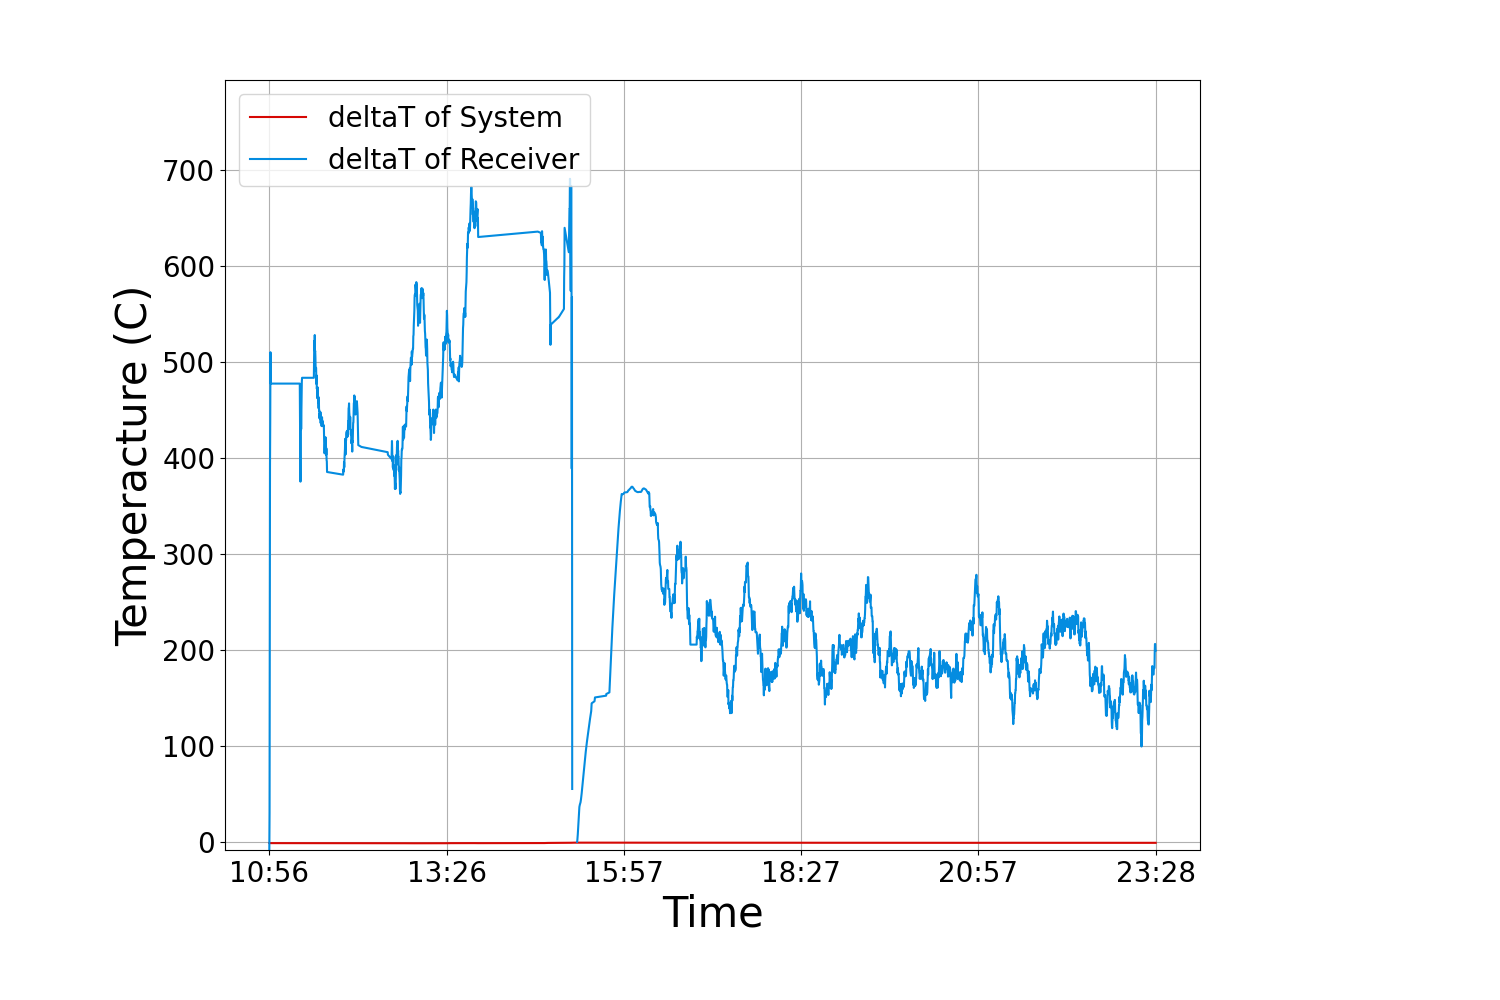 deltaT of System
deltaT of Receiver
Temperacture (C)
700
600
500
400
300
200
100
0
10:56 13:26 15:57 18:27 20:57 23:28
Time